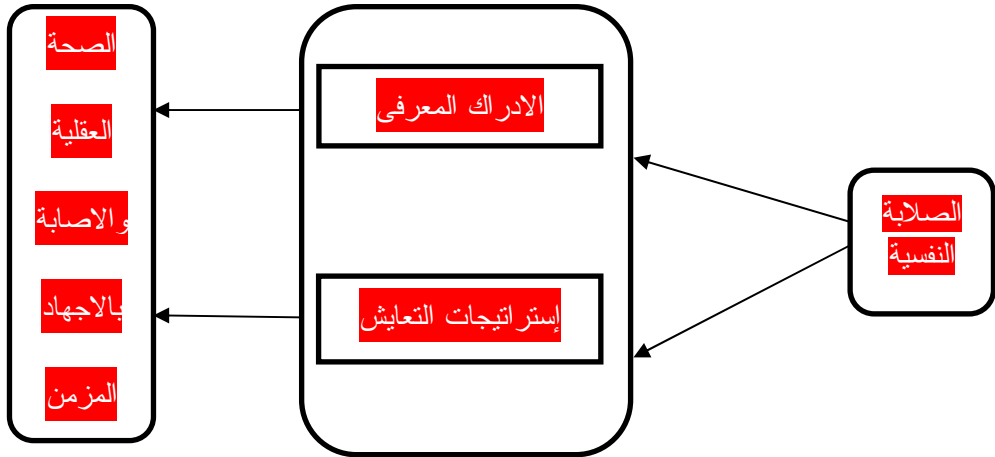 الصلابة
النفسية
الادراك المعرفى
إستراتيجات التعايش
الصحة
العقلية
والاصابة
بالاجهاد
المزمن